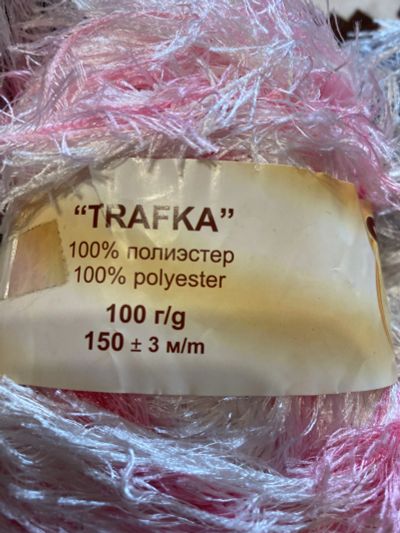 “TRAFKA”
100% полиэстер
100% polyester
100 г/g
150 ± 3 м/m